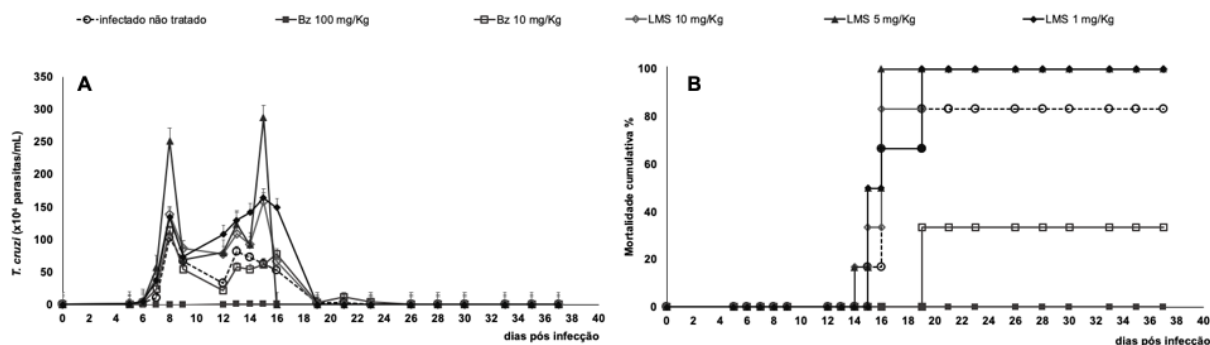 infectado não tratado Bz 100 mg/Kg Bz 10 mg/Kg LMS 10 mg/Kg LMS 5 mg/Kg LMS 1 mg/Kg
A
T. cruzi (x10⁴ parasitas/mL)
350
300
250
200
150
100
50
0
0 2 4 6 8 10 12 14 16 18 20 22 24 26 28 30 32 34 36 38 40
dias pós infecção
B
Mortalidade cumulativa %
100
80
60
40
20
0
0 2 4 6 8 10 12 14 16 18 20 22 24 26 28 30 32 34 36 38 40
dias pós infecção